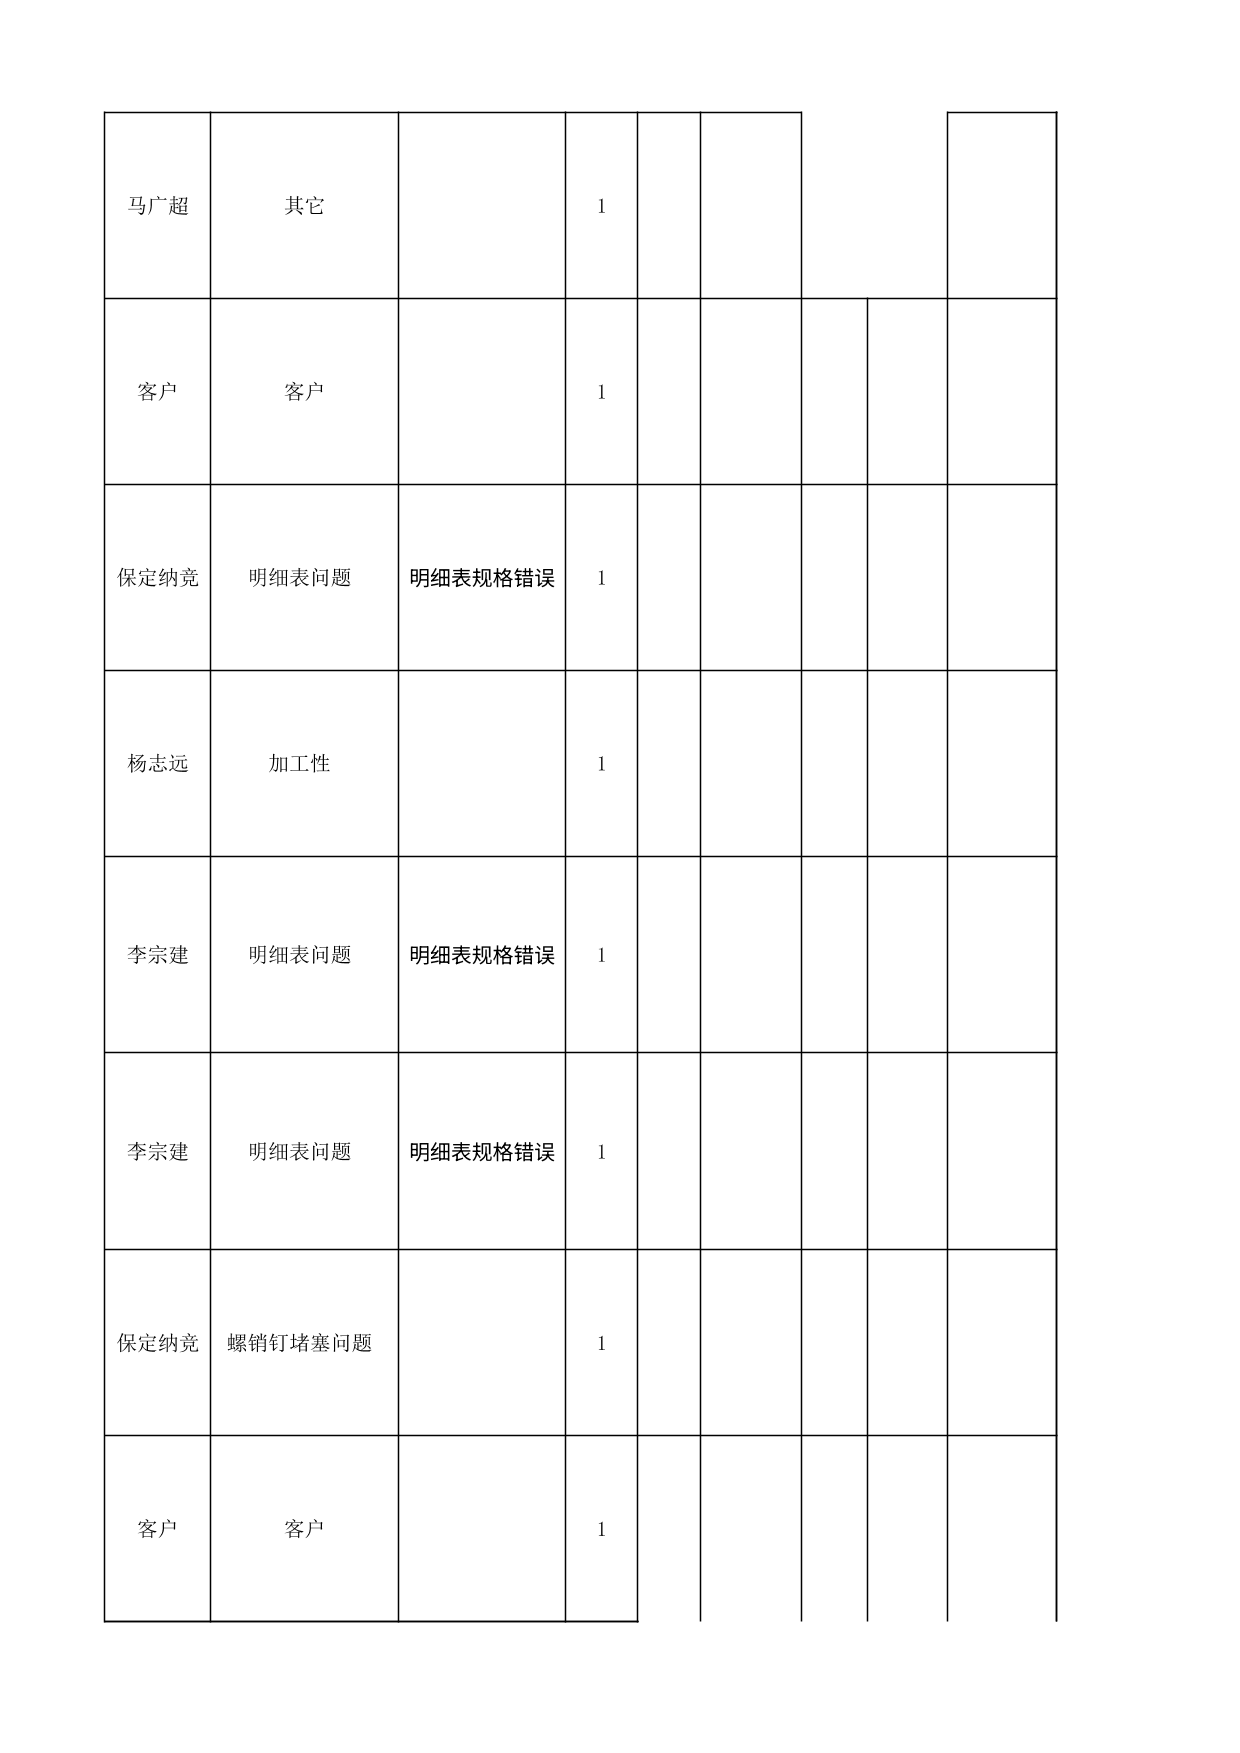 马广超 其它 1
客户 客户 1
保定纳竞 明细表问题 明细表规格错误 1
杨志远 加工性 1
李宗建 明细表问题 明细表规格错误 1
李宗建 明细表问题 明细表规格错误 1
保定纳竞 螺销钉堵塞问题 1
客户 客户 1